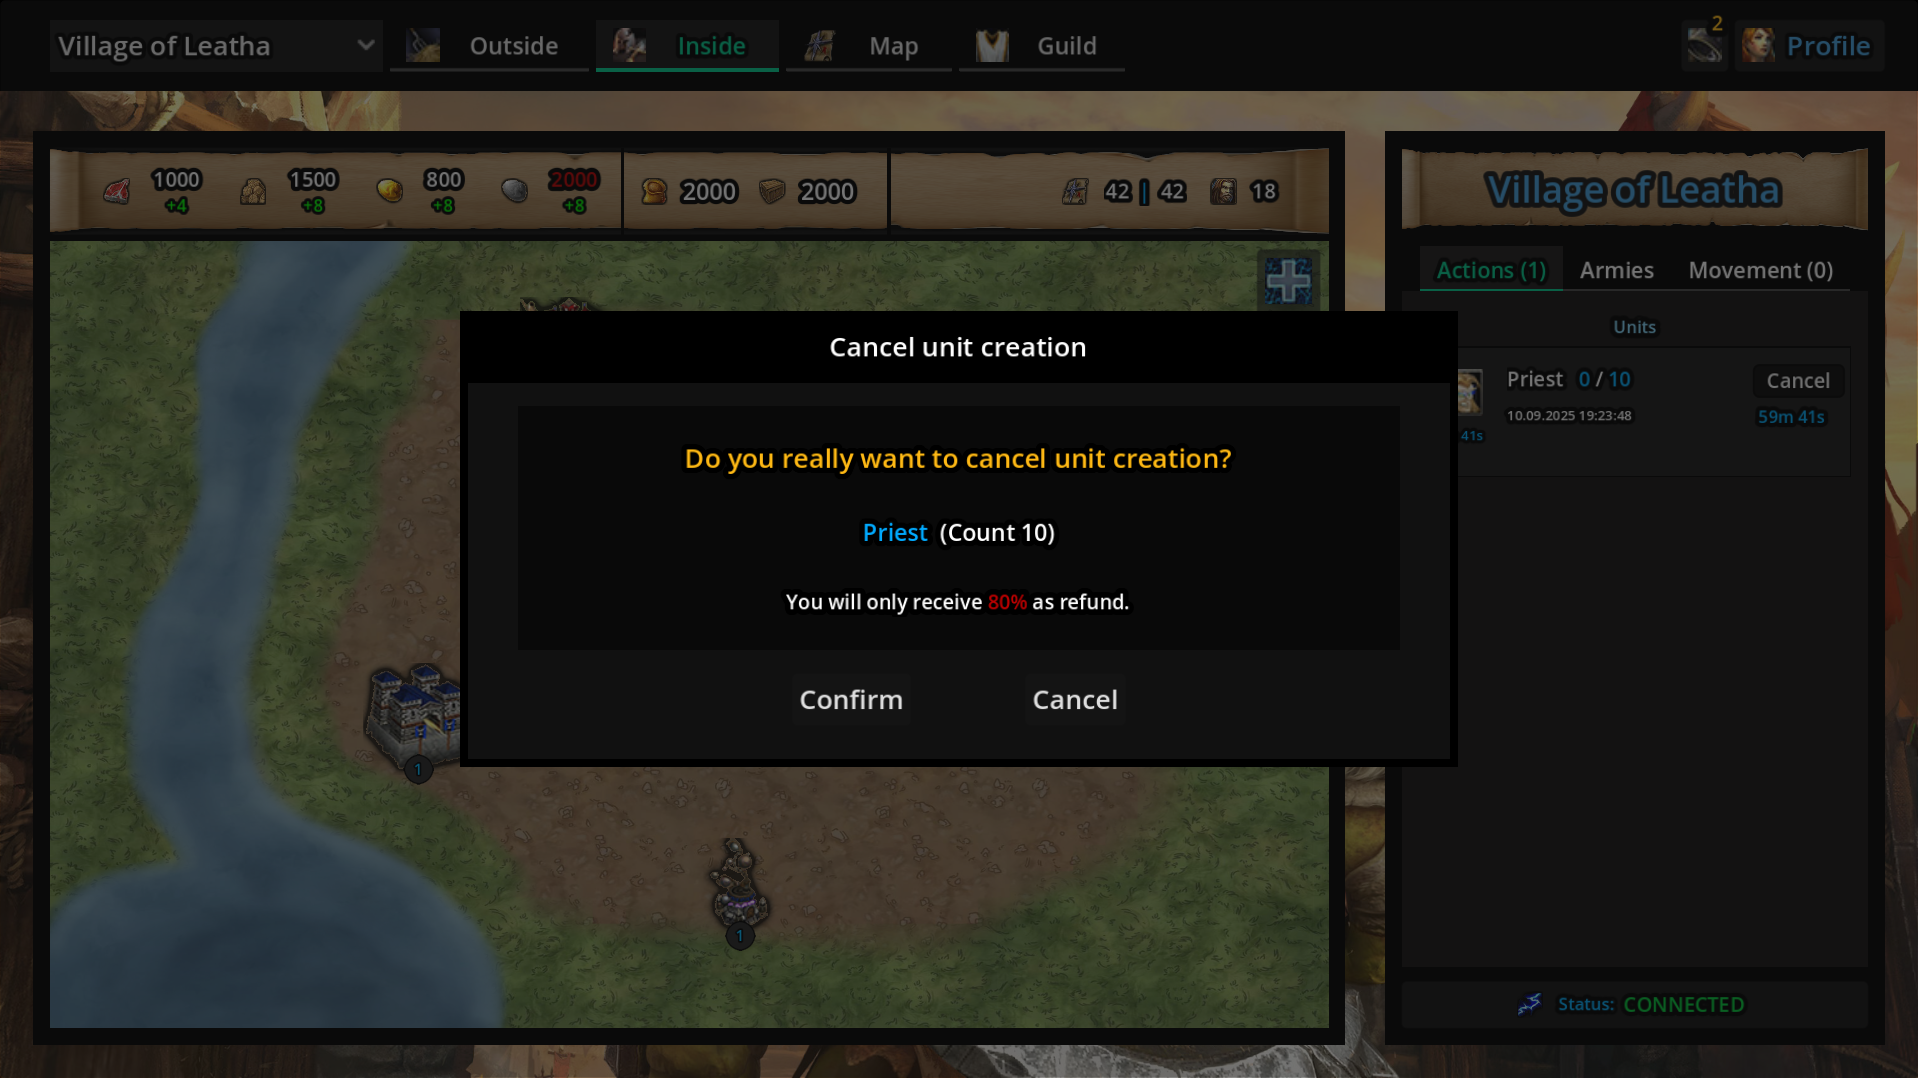 Village of Leatha
Outside
Inside
Map
Guild
2
Profile
1000
+4
1500
+8
800
+8
2000
+8
2000
2000
42 | 42
18
Village of Leatha
Actions (1)
Armies
Movement (0)
Units
Priest 0 / 10
Cancel
10.09.2025 19:23:48
59m 41s
41s
Cancel unit creation
Do you really want to cancel unit creation?
Priest (Count 10)
You will only receive 80% as refund.
Confirm
Cancel
1
1
Status: CONNECTED